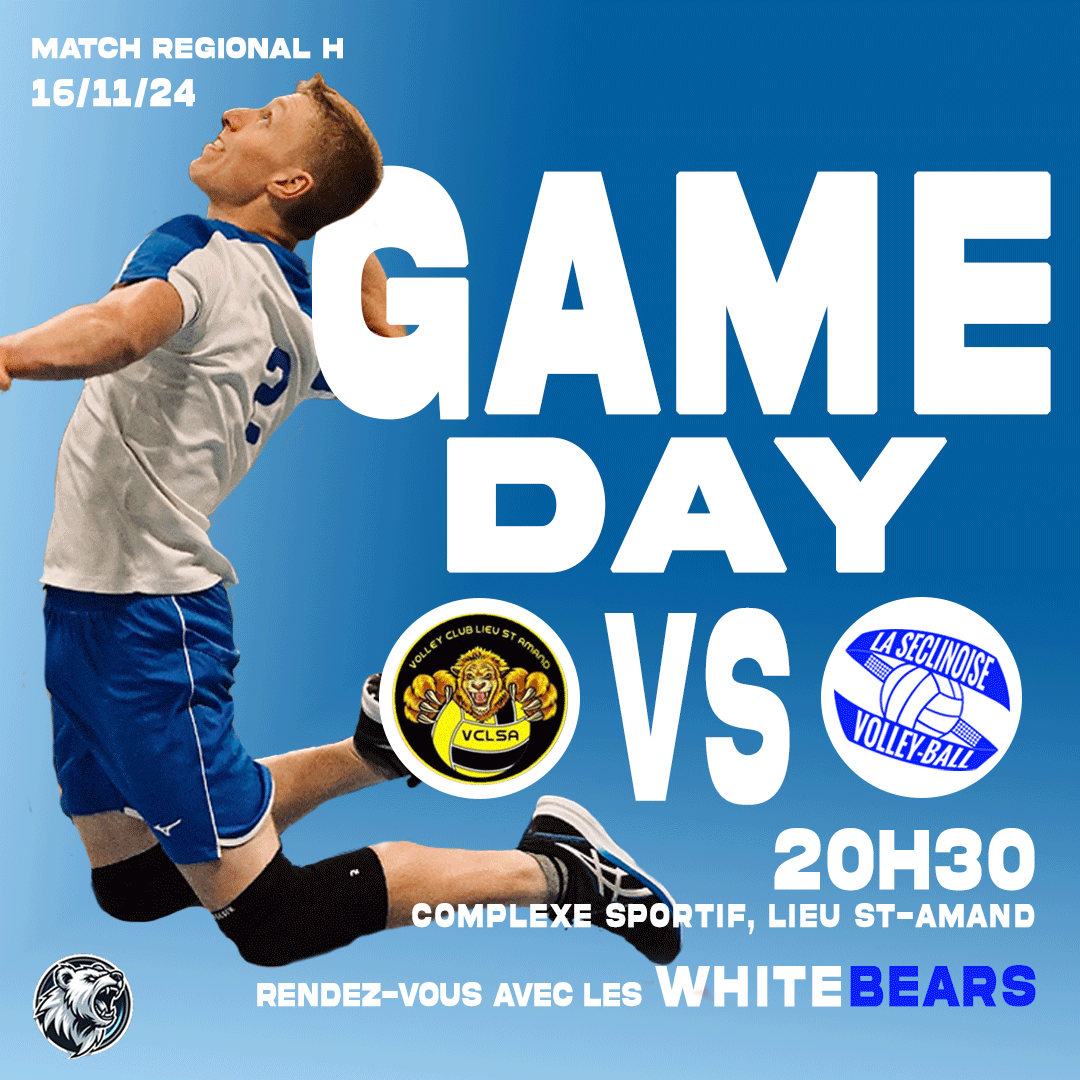 MATCH REGIONAL H
16/11/24
GAME
DAY
2
VOLLEY CLUB LIEU ST AMAND
VCLSA
VS
LA SECLINOISE
VOLLEY-BALL
20H30
COMPLEXE SPORTIF, LIEU ST-AMAND
RENDEZ-VOUS AVEC LES WHITEBEARS